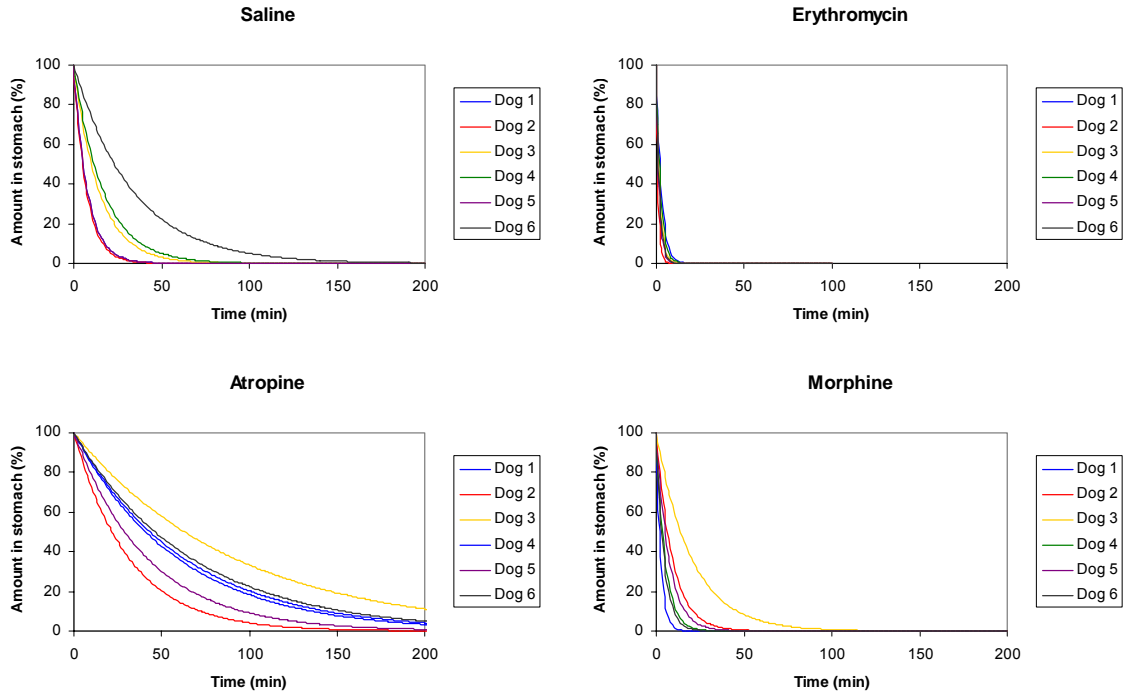 Saline
Amount in stomach (%)
100
80
60
40
20
0
0 50 100 150 200
Time (min)
Dog 1
Dog 2
Dog 3
Dog 4
Dog 5
Dog 6
Erythromycin
Amount in stomach (%)
100
80
60
40
20
0
0 50 100 150 200
Time (min)
Dog 1
Dog 2
Dog 3
Dog 4
Dog 5
Dog 6
Atropine
Amount in stomach (%)
100
80
60
40
20
0
0 50 100 150 200
Time (min)
Dog 1
Dog 2
Dog 3
Dog 4
Dog 5
Dog 6
Morphine
Amount in stomach (%)
100
80
60
40
20
0
0 50 100 150 200
Time (min)
Dog 1
Dog 2
Dog 3
Dog 4
Dog 5
Dog 6